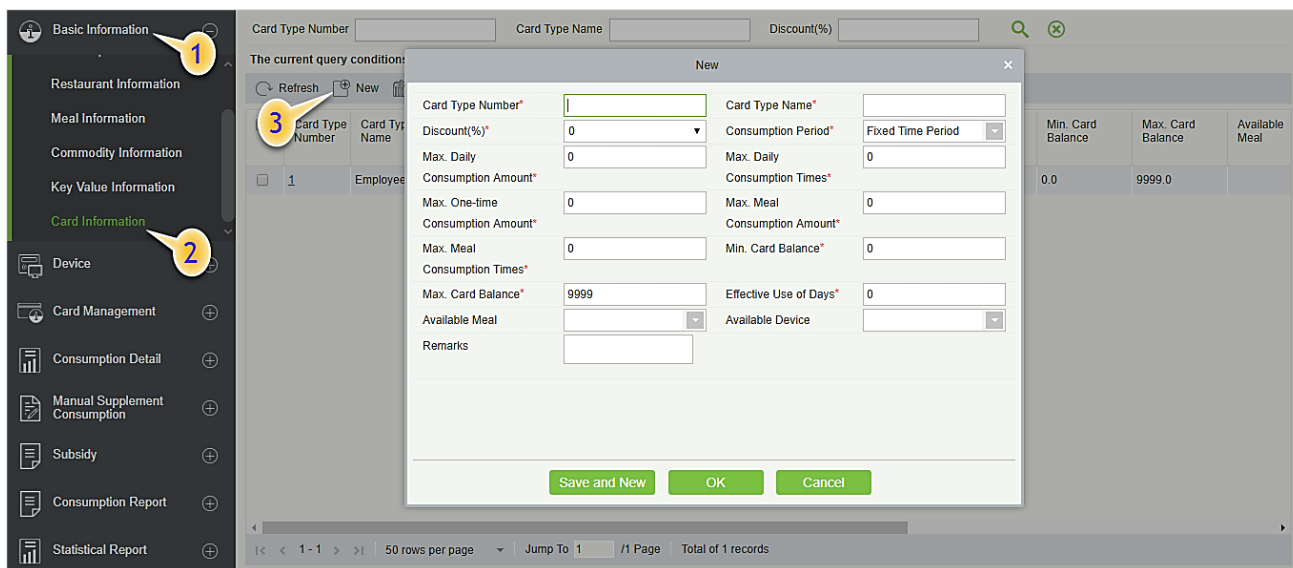 Basic Information
1
Restaurant Information
Meal Information
Commodity Information
Key Value Information
Card Information
2
Device
Card Management
Consumption Detail
Manual Supplement
Consumption
Subsidy
Consumption Report
Statistical Report
Card Type Number
Card Type Name
Discount(%)
The current query conditions
Refresh
New
3
Card Type
Number
Card Typ
Name
Min. Card
Balance
Max. Card
Balance
Available
Meal
1
Employee
0.0
9999.0
New
×
Card Type Number*
Card Type Name*
Discount(%)*
0
Consumption Period*
Fixed Time Period
Max. Daily
Consumption Amount*
0
Max. Daily
Consumption Times*
0
Max. One-time
Consumption Amount*
0
Max. Meal
Consumption Amount*
0
Max. Meal
Consumption Times*
0
Min. Card Balance*
0
Max. Card Balance*
9999
Effective Use of Days*
0
Available Meal
Available Device
Remarks
Save and New
OK
Cancel
|< < 1 - 1 > >| 50 rows per page Jump To 1 /1 Page Total of 1 records